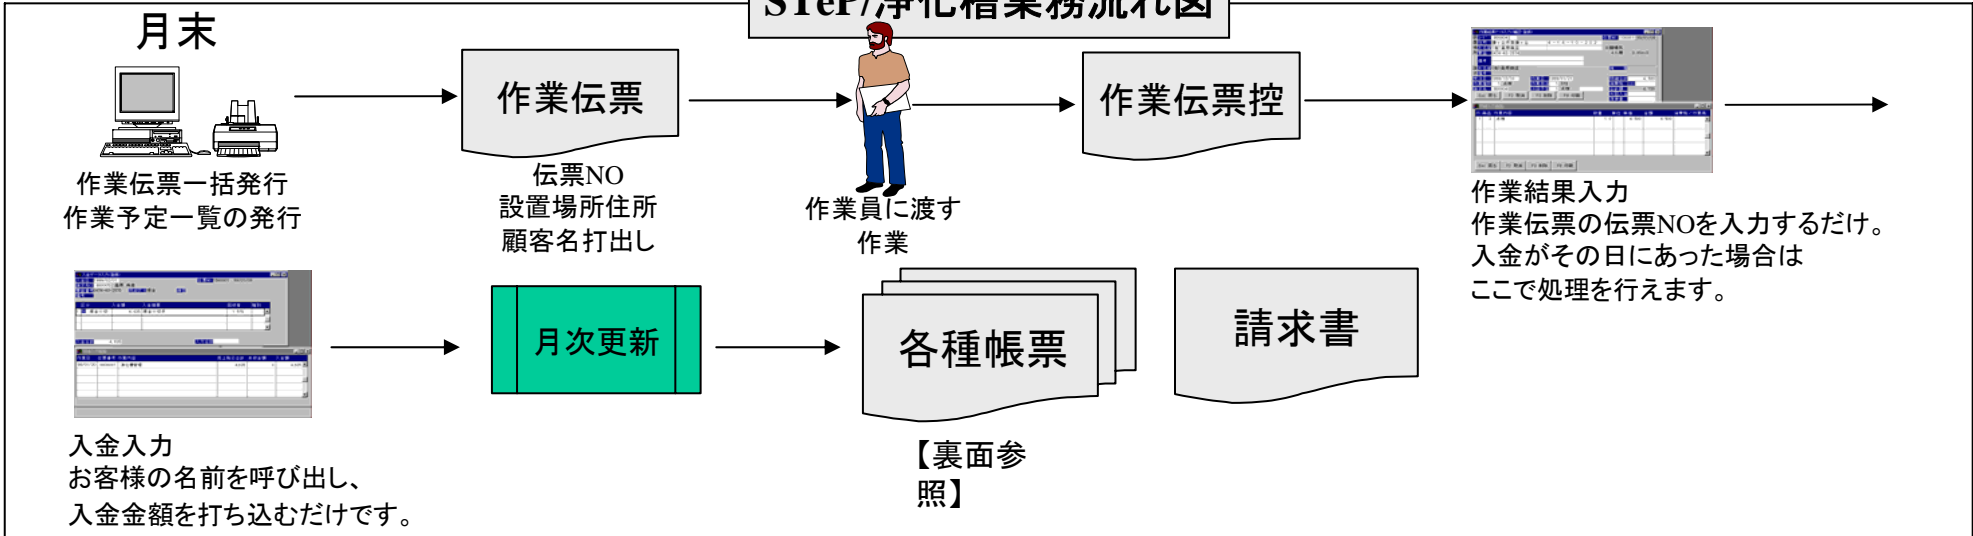 STeP/浄化槽業務流れ図
月末
作業伝票
作業伝票控
作業伝票一括発行
作業予定一覧の発行
伝票NO
設置場所住所
顧客名打出し
作業員に渡す
作業
作業結果入力
作業伝票の伝票NOを入力するだけ。
入金がその日にあった場合は
ここで処理を行えます。
月次更新
各種帳票
請求書
入金入力
お客様の名前を呼び出し、
入金金額を打ち込むだけです。
【裏面参
照】